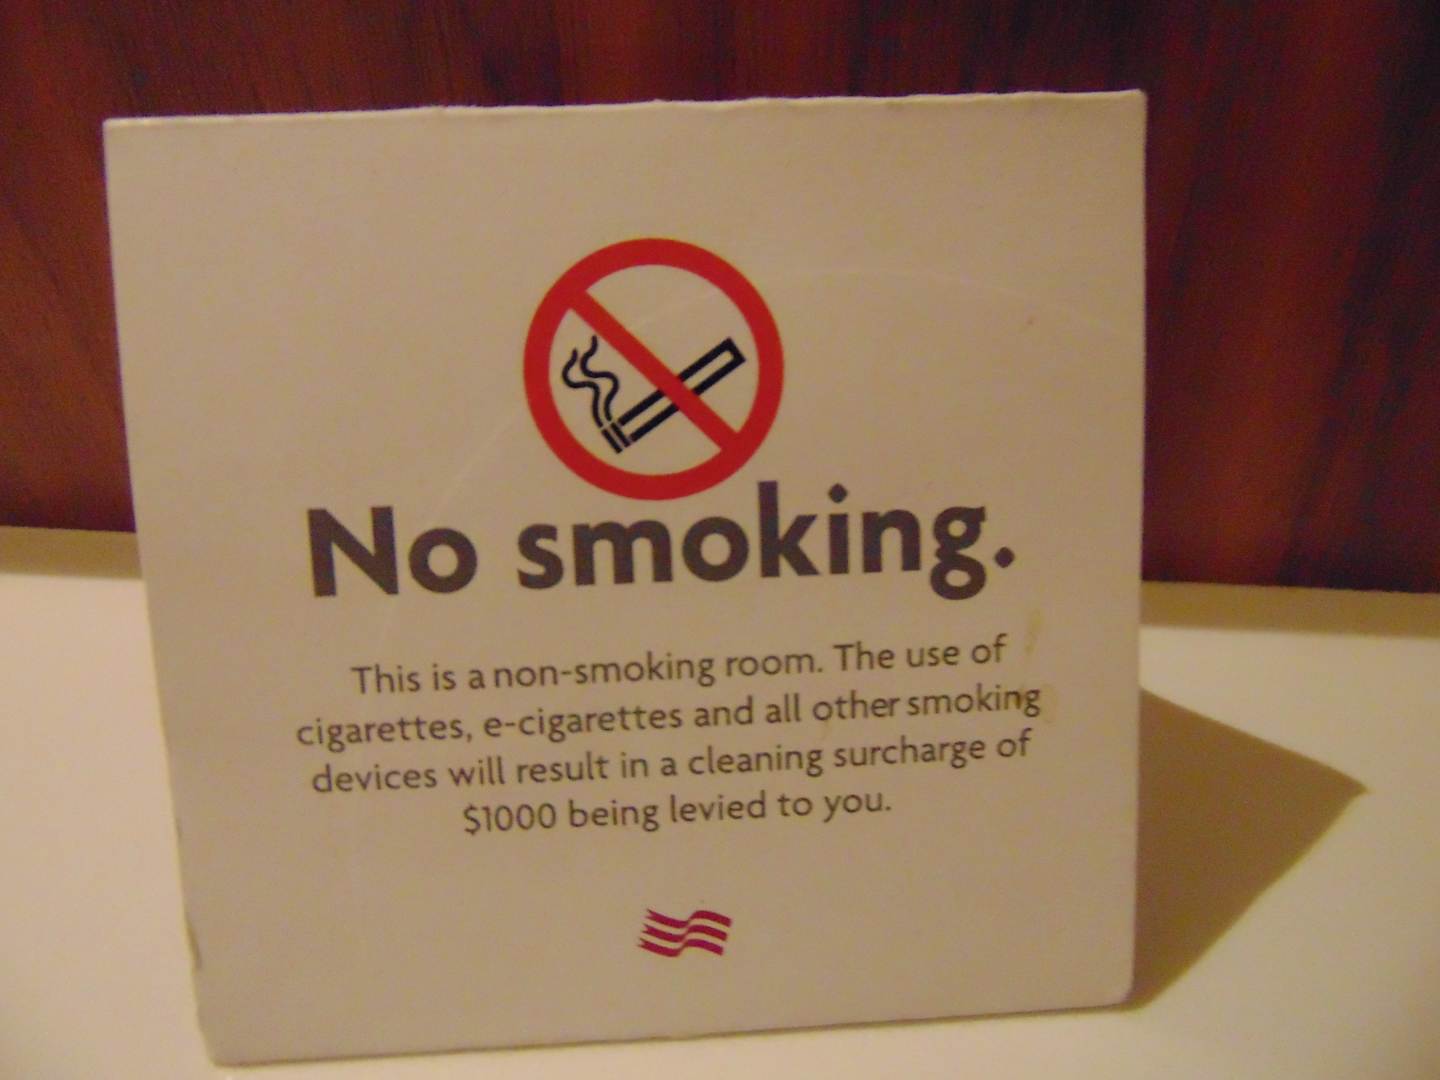 No smoking.
This is a non-smoking room. The use of
cigarettes, e-cigarettes and all other smoking
devices will result in a cleaning surcharge of
$1000 being levied to you.